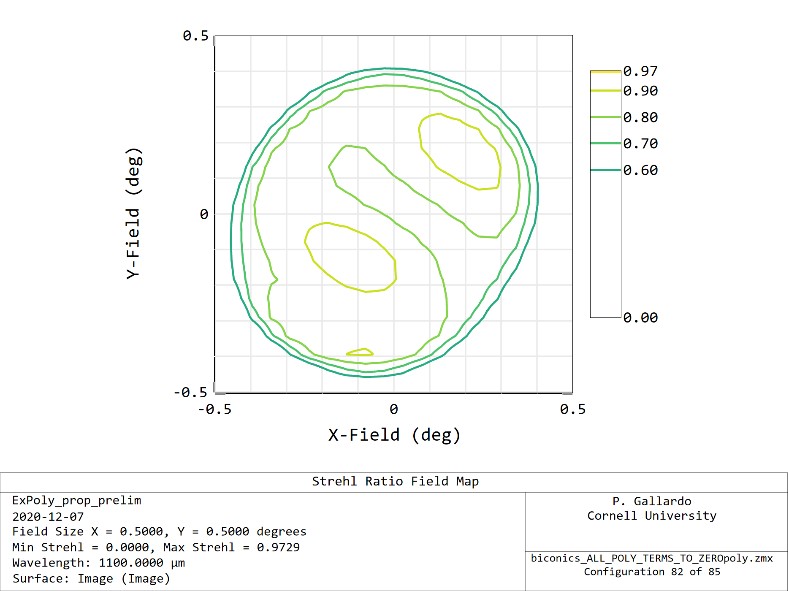 0.5
0
-0.5
Y-Field (deg)
-0.5
0
0.5
X-Field (deg)
0.97
0.90
0.80
0.70
0.60
0.00
Strehl Ratio Field Map
ExPoly_prop_prelim
2020-12-07
Field Size X = 0.5000, Y = 0.5000 degrees
Min Strehl = 0.0000, Max Strehl = 0.9729
Wavelength: 1100.0000 µm
Surface: Image (Image)
P. Gallardo
Cornell University
biconics_ALL_POLY_TERMS_TO_ZEROpoly.zmx
Configuration 82 of 85